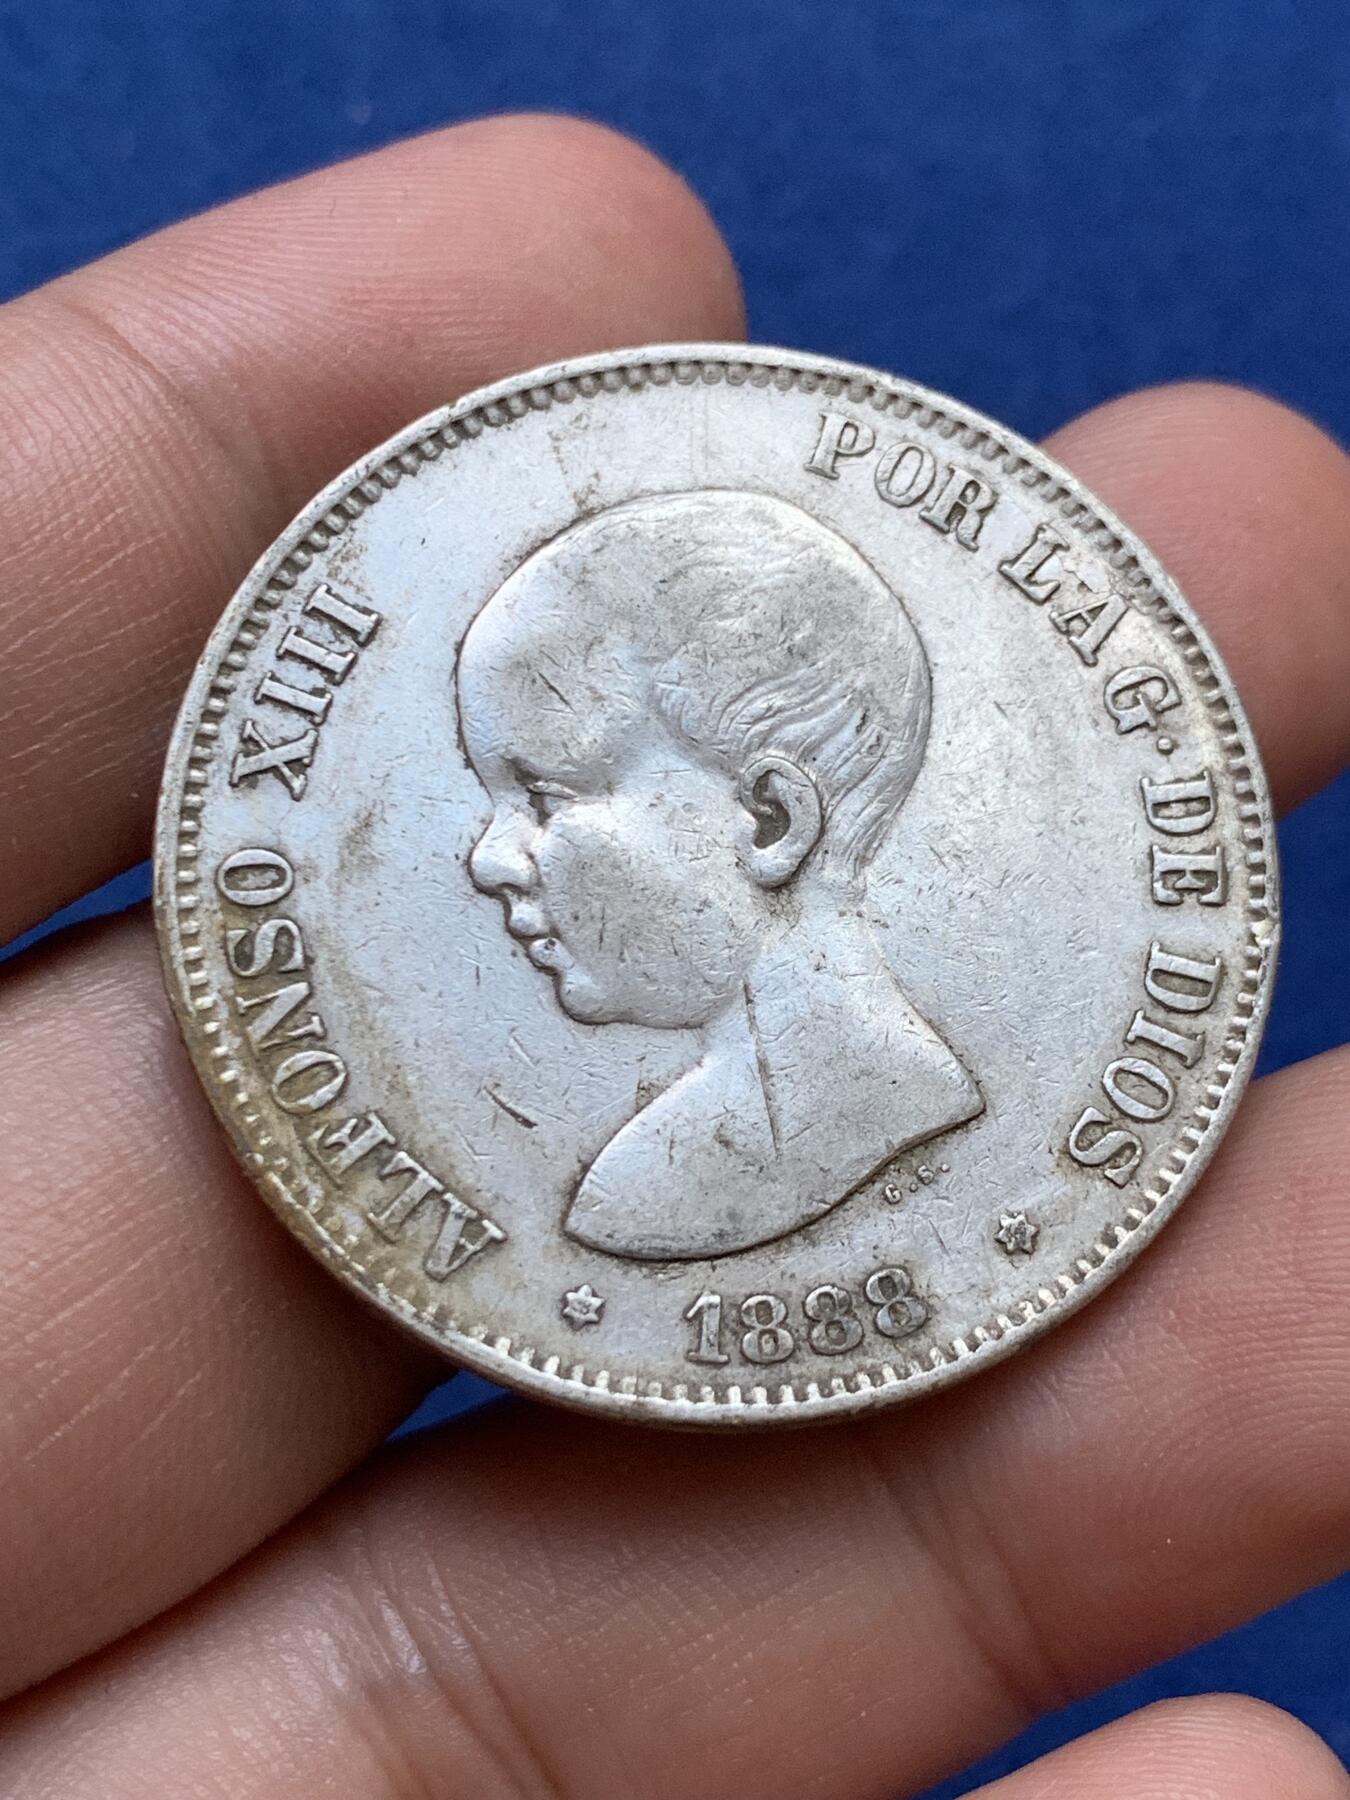 ALFONSO XIII POR LA G. DE DIOS
G.S.
1888